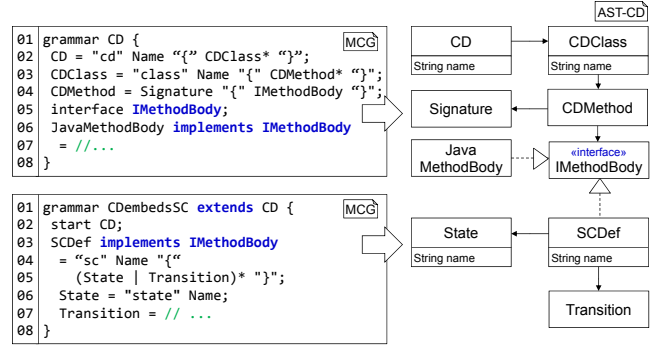 AST-CD
01 grammar CD { MCG
02 CD = "cd" Name “{” CDClass* “}”;
03 CDClass = "class" Name "{" CDMethod* “}";
04 CDMethod = Signature "{" IMethodBody “}";
05 interface IMethodBody;
06 JavaMethodBody implements IMethodBody
07 = //...
08 }
CD
String name
CDClass
String name
Signature
CDMethod
Java
MethodBody
«interface»
IMethodBody
01 grammar CDembedsSC extends CD { MCG
02 start CD;
03 SCDef implements IMethodBody
04 = “sc" Name "{“
05 (State | Transition)* "}";
06 State = "state" Name;
07 Transition = // ...
08 }
State
String name
SCDef
String name
Transition